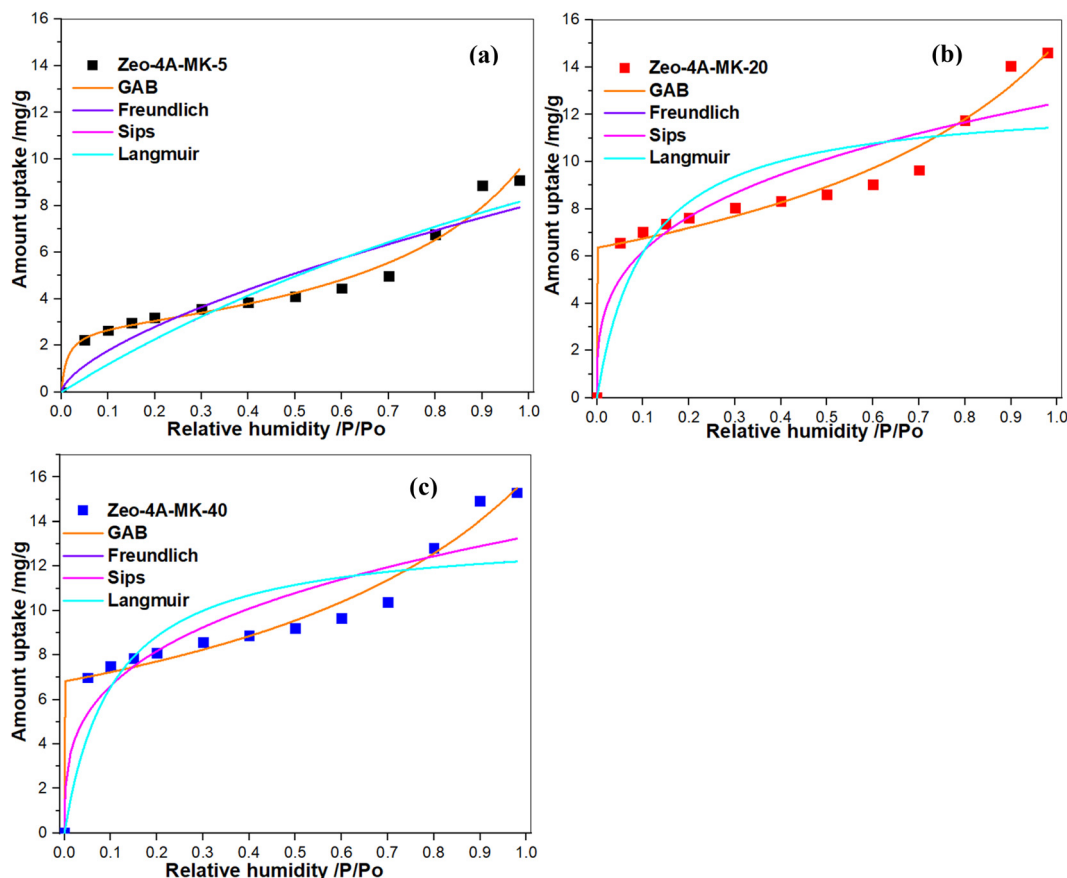 (a)
Zeo-4A-MK-5
GAB
Freundlich
Sips
Langmuir
Amount uptake /mg/g
16
14
12
10
8
6
4
2
0
0.0 0.1 0.2 0.3 0.4 0.5 0.6 0.7 0.8 0.9 1.0
Relative humidity /P/Po
(b)
Zeo-4A-MK-20
GAB
Freundlich
Sips
Langmuir
Amount uptake /mg/g
16
14
12
10
8
6
4
2
0
0.0 0.1 0.2 0.3 0.4 0.5 0.6 0.7 0.8 0.9 1.0
Relative humidity /P/Po
(c)
Zeo-4A-MK-40
GAB
Freundlich
Sips
Langmuir
Amount uptake /mg/g
16
14
12
10
8
6
4
2
0
0.0 0.1 0.2 0.3 0.4 0.5 0.6 0.7 0.8 0.9 1.0
Relative humidity /P/Po